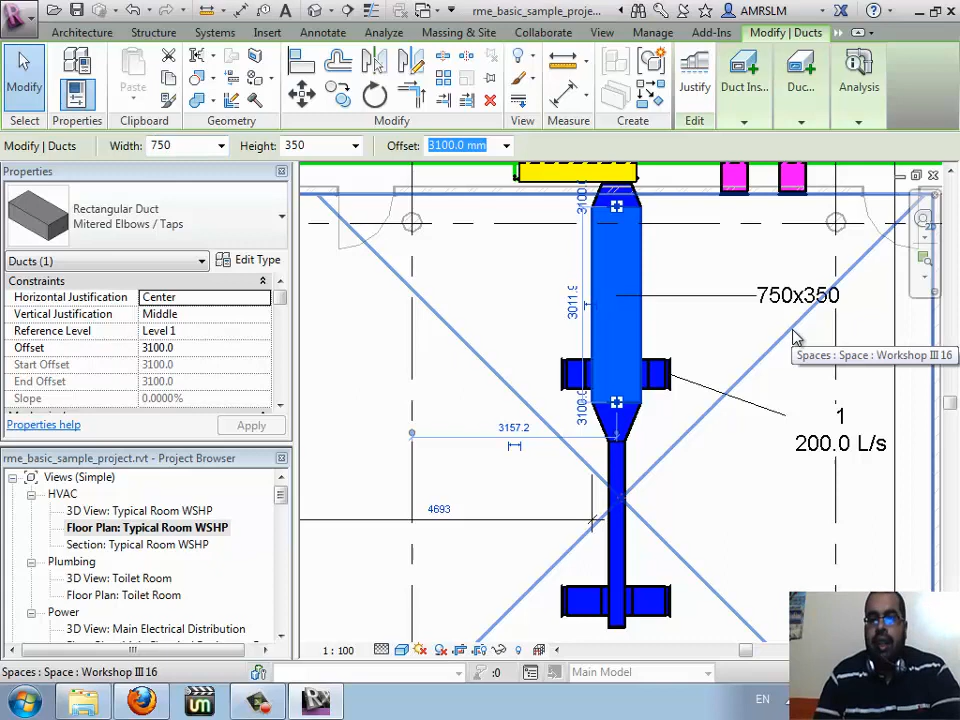 rme_basic_sample_proje...
AMRSLM
Architecture Structure Systems Insert Annotate Analyze Massing & Site Collaborate View Manage Add-Ins Modify | Ducts
Modify
Paste
Justify
Duct Ins...
Duc...
Analysis
Select Properties Clipboard Geometry Modify View Measure Create Edit
Modify | Ducts Width: 750 Height: 350 Offset: 3100.0 mm
Properties
Rectangular Duct
Mitered Elbows / Taps
Ducts (1) Edit Type
Constraints
Horizontal Justification Center
Vertical Justification Middle
Reference Level Level 1
Offset 3100.0
Start Offset 3100.0
End Offset 3100.0
Slope 0.0000%
Properties help Apply
rme_basic_sample_project.rvt - Project Browser
Views (Simple)
HVAC
3D View: Typical Room WSHP
Floor Plan: Typical Room WSHP
Section: Typical Room WSHP
Plumbing
3D View: Toilet Room
Floor Plan: Toilet Room
Power
3D View: Main Electrical Distribution
750x350
Spaces : Space : Workshop III 16
1
200.0 L/s
3157.2
4693
1 : 100
Spaces : Space : Workshop III 16 :0 Main Model
EN